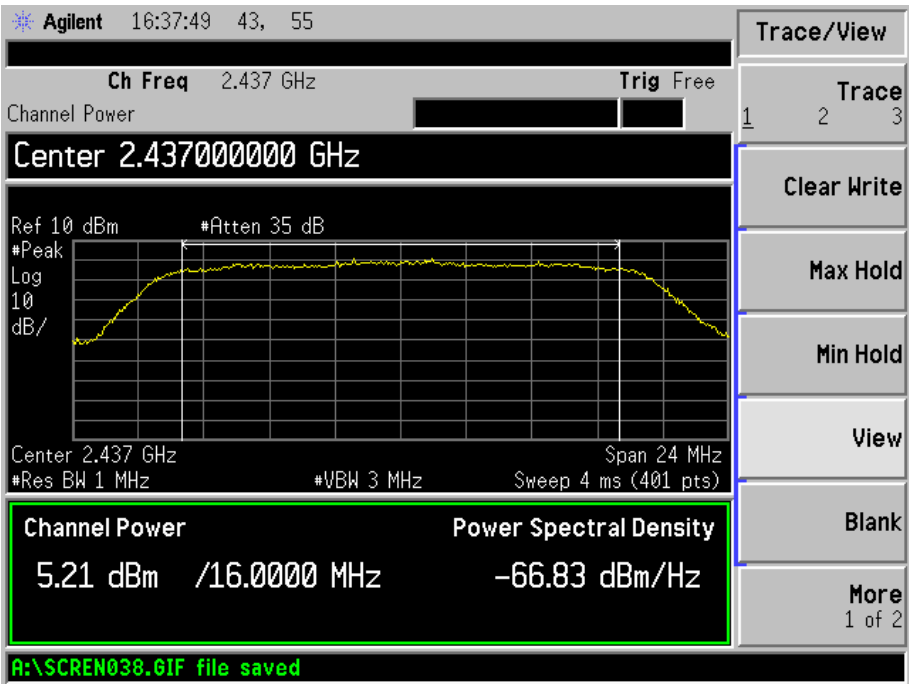 Agilent 16:37:49 43, 55
Ch Freq 2.437 GHz Trig Free
Channel Power
Center 2.437000000 GHz
Ref 10 dBm #Atten 35 dB
#Peak
Log
10
dB/
Center 2.437 GHz Span 24 MHz
#Res BW 1 MHz #VBW 3 MHz Sweep 4 ms (401 pts)
Channel Power Power Spectral Density
5.21 dBm /16.0000 MHz -66.83 dBm/Hz
A:\SCREN038.GIF file saved
Trace/View
Trace
1 2 3
Clear Write
Max Hold
Min Hold
View
Blank
More
1 of 2